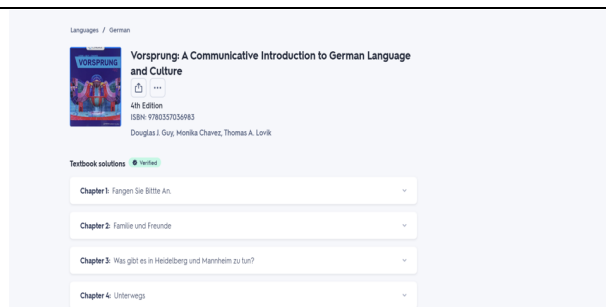 Languages / German
VORSPRUNG
Vorsprung: A Communicative Introduction to German Language
and Culture
4th Edition
ISBN: 9780357036983
Douglas J. Guy, Monika Chavez, Thomas A. Lovik
Textbook solutions Verified
Chapter 1: Fangen Sie Bittte An.
Chapter 2: Familie und Freunde
Chapter 3: Was gibt es in Heidelberg und Mannheim zu tun?
Chapter 4: Unterwegs